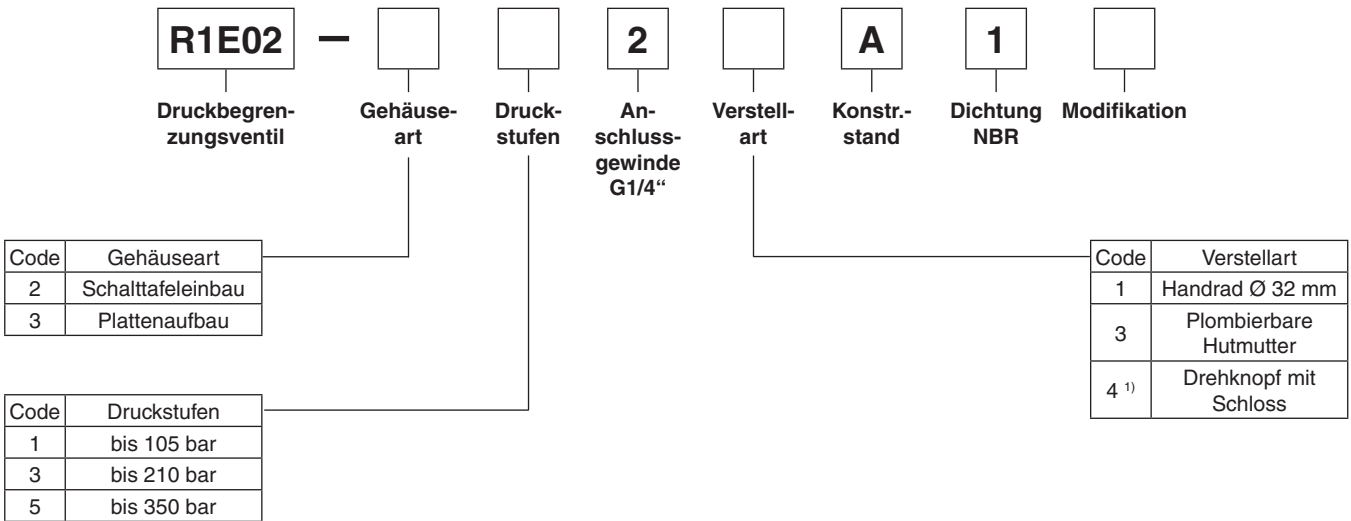 R1E02 – 2 A 1
Druckbegren-
zungsventil
Gehäuse-
art
Druck-
stufen
An-
schluss-
gewinde
G1/4“
Verstell-
art
Konstr.-
stand
Dichtung
NBR
Modifikation
Code Gehäuseart
2 Schalttafeleinbau
3 Plattenaufbau
Code Druckstufen
1 bis 105 bar
3 bis 210 bar
5 bis 350 bar
Code Verstellart
1 Handrad Ø 32 mm
3 Plombierbare
Hutmutter
4 1) Drehknopf mit
Schloss